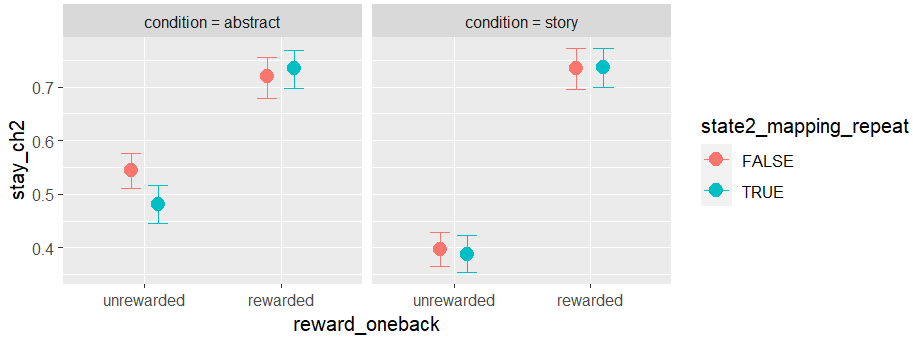 condition = abstract
condition = story
stay_ch2
0.7
0.6
0.5
0.4
unrewarded
rewarded
unrewarded
rewarded
reward_oneback
state2_mapping_repeat
FALSE
TRUE